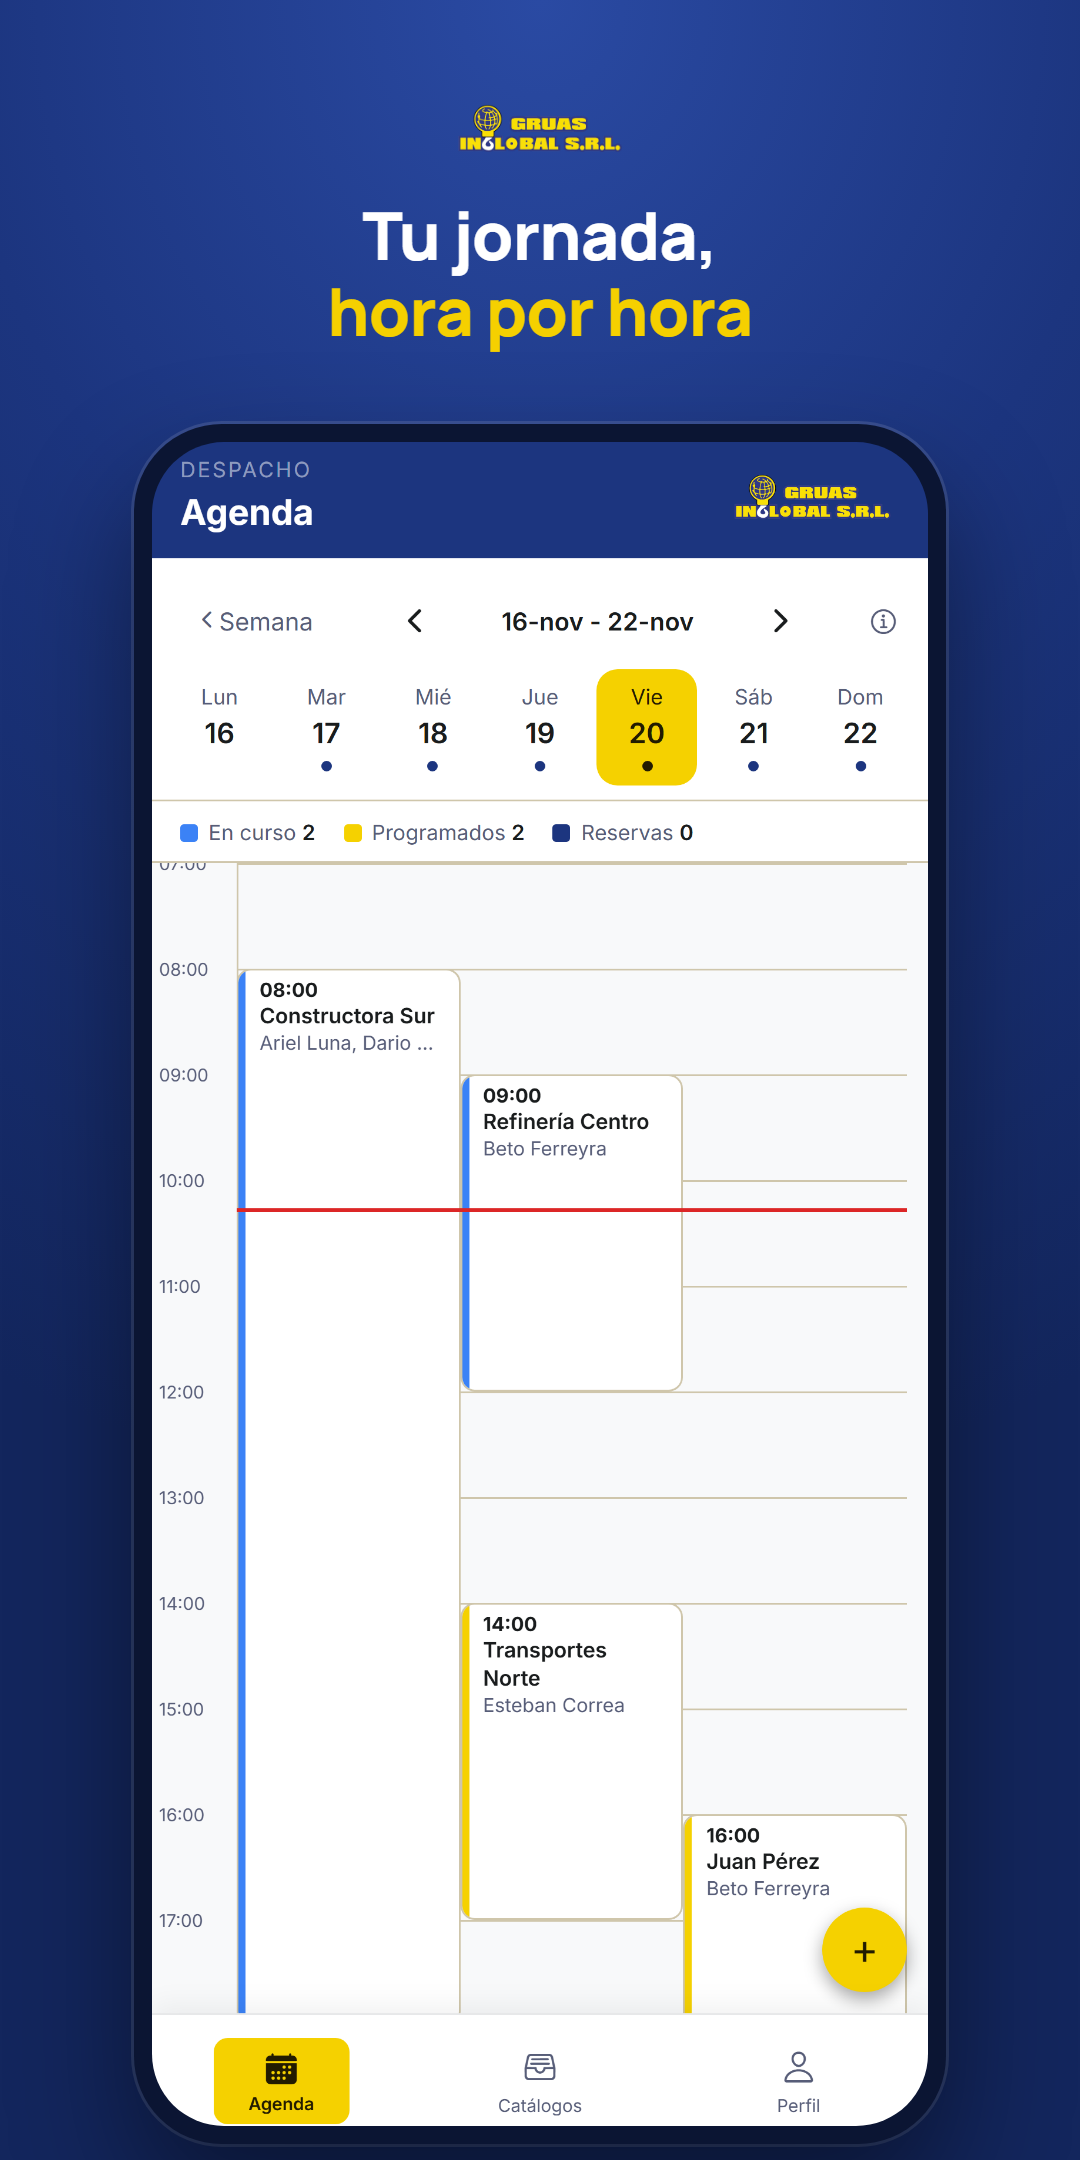 GRUAS
INGLOBAL S.R.L.
Tu jornada,
hora por hora
DESPACHO
Agenda
GRUAS
INGLOBAL S.R.L.
Semana
16-nov - 22-nov
Lun Mar Mié Jue Vie Sáb Dom
16 17 18 19 20 21 22
En curso 2 Programados 2 Reservas 0
07:00
08:00
08:00
Constructora Sur
Ariel Luna, Dario ...
09:00
09:00
Refinería Centro
Beto Ferreyra
10:00
11:00
12:00
13:00
14:00
14:00
Transportes
Norte
Esteban Correa
15:00
16:00
16:00
Juan Pérez
Beto Ferreyra
17:00
+
Agenda Catálogos Perfil